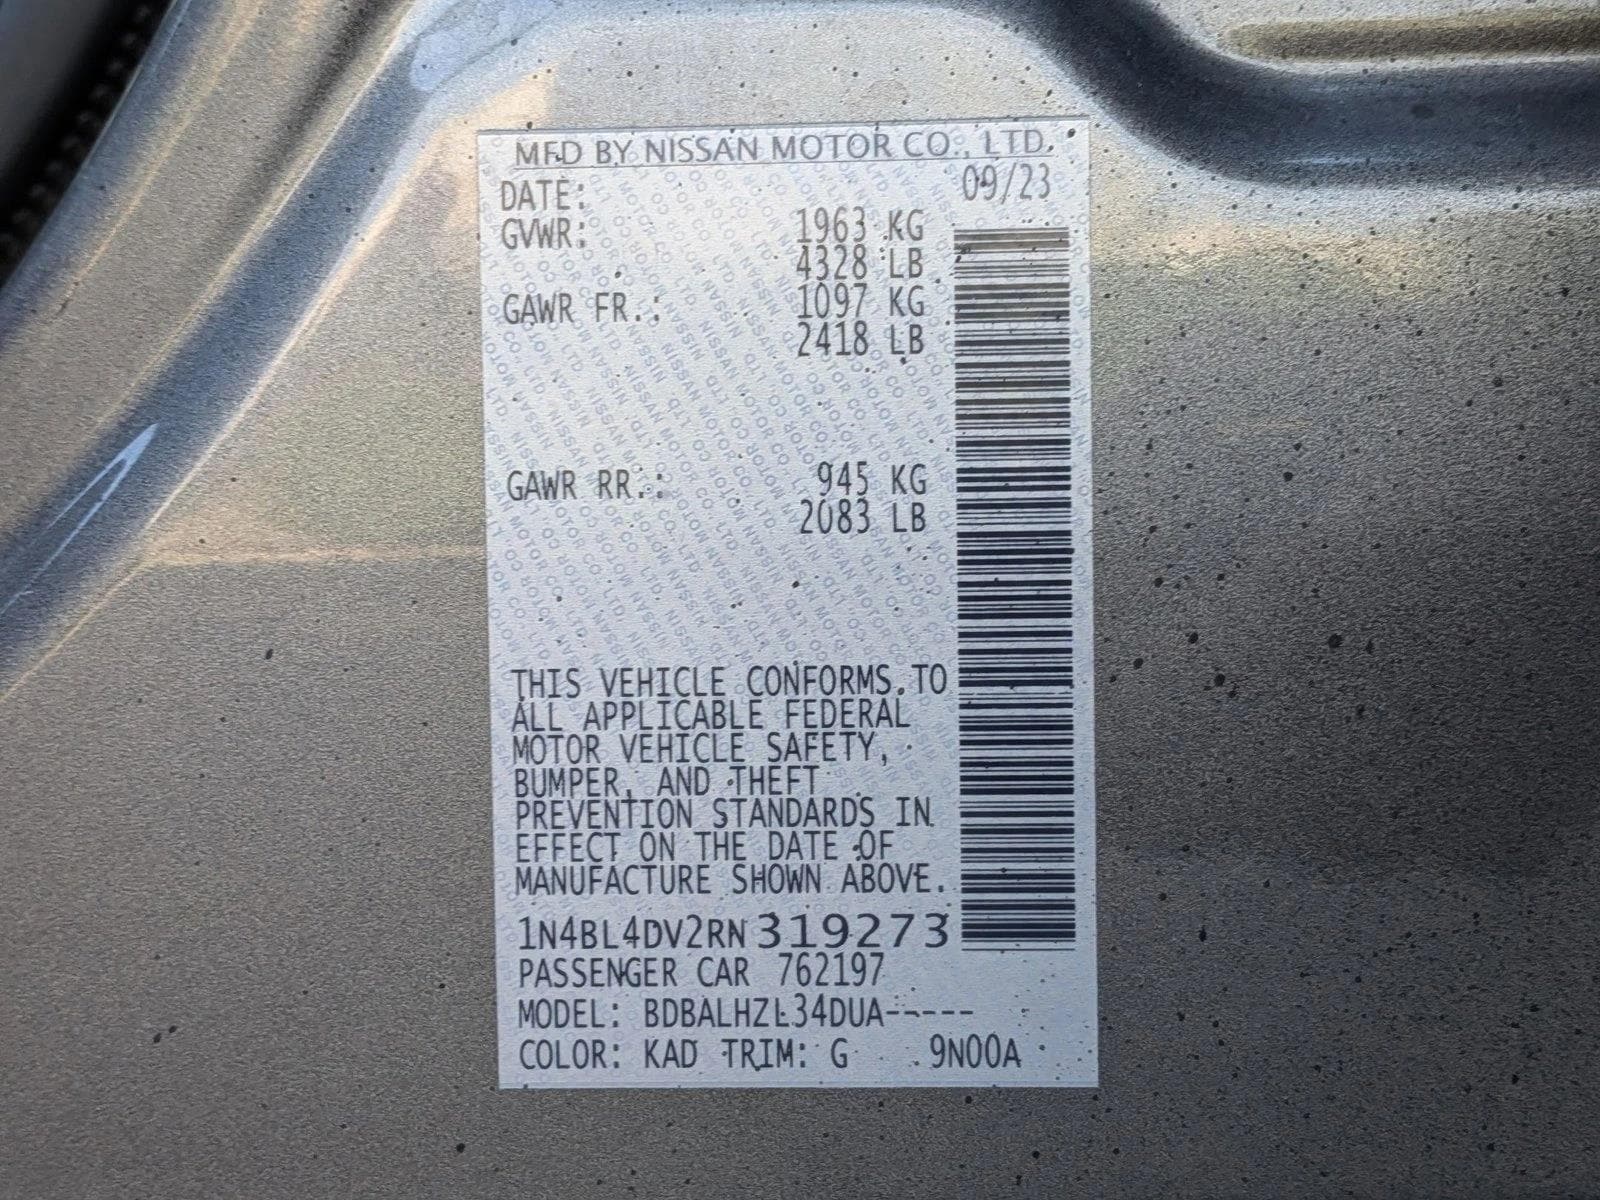 MFD BY NISSAN MOTOR CO., LTD.
DATE: 09/23
GVWR: 1963 KG
4328 LB
GAWR FR.: 1097 KG
2418 LB
GAWR RR.: 945 KG
2083 LB
THIS VEHICLE CONFORMS TO
ALL APPLICABLE FEDERAL
MOTOR VEHICLE SAFETY,
BUMPER, AND THEFT
PREVENTION STANDARDS IN
EFFECT ON THE DATE OF
MANUFACTURE SHOWN ABOVE.
1N4BL4DV2RN319273
PASSENGER CAR 762197
MODEL: BDBALHZL34DUA-----
COLOR: KAD TRIM: G 9N00A